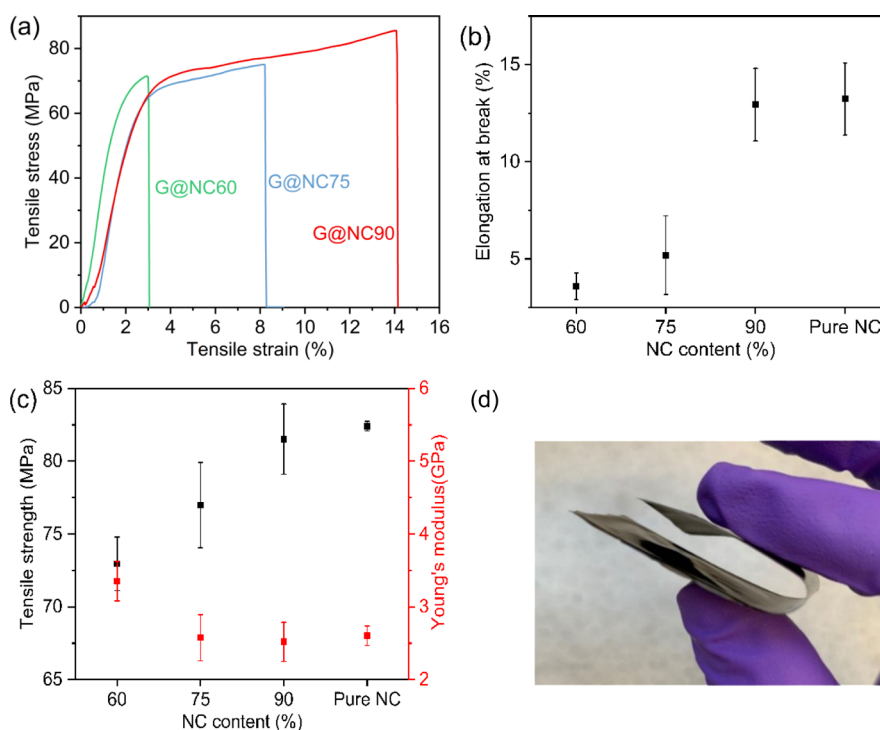 (a)
80
60
40
20
0
Tensile stress (MPa)
G@NC60
G@NC75
G@NC90
0 2 4 6 8 10 12 14 16
Tensile strain (%)
(b)
15
10
5
Elongation at break (%)
60 75 90 Pure NC
NC content (%)
(c)
85
80
75
70
65
Tensile strength (MPa)
6
5
4
3
2
Young's modulus(GPa)
60 75 90 Pure NC
NC content (%)
(d)